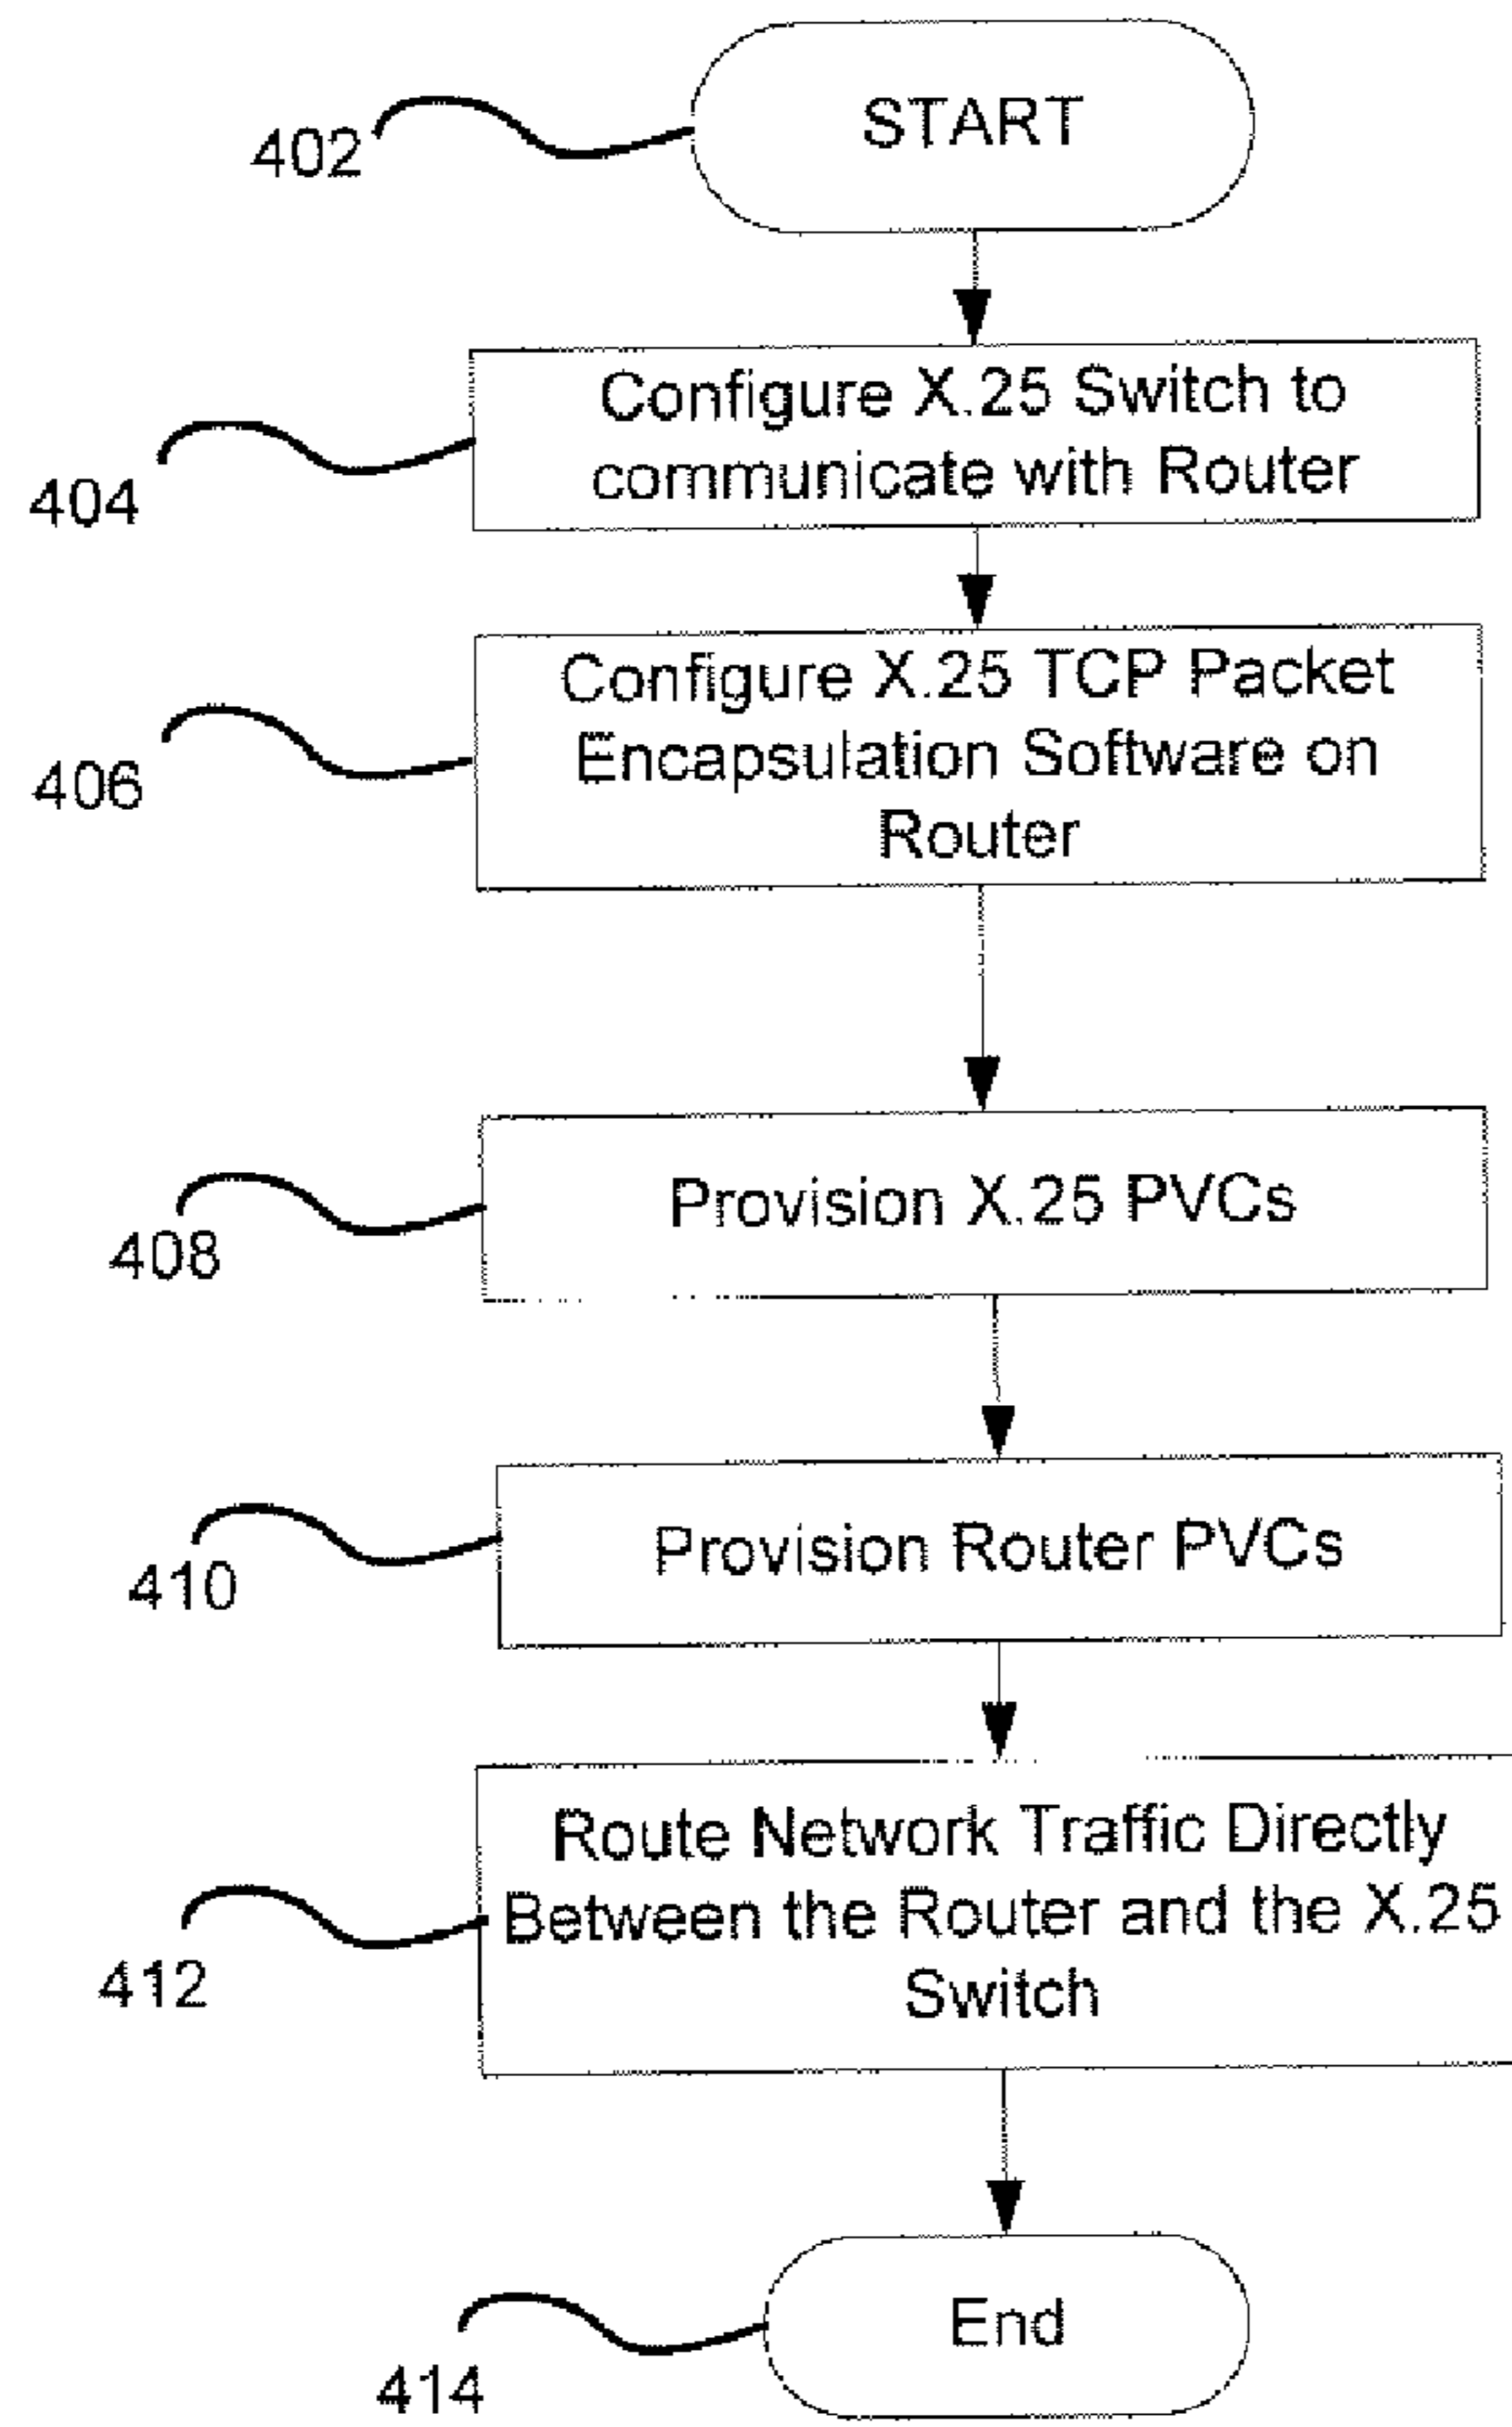 402
START
404
Configure X.25 Switch to
communicate with Router
406
Configure X.25 TCP Packet
Encapsulation Software on
Router
408
Provision X.25 PVCs
410
Provision Router PVCs
412
Route Network Traffic Directly
Between the Router and the X.25
Switch
414
End